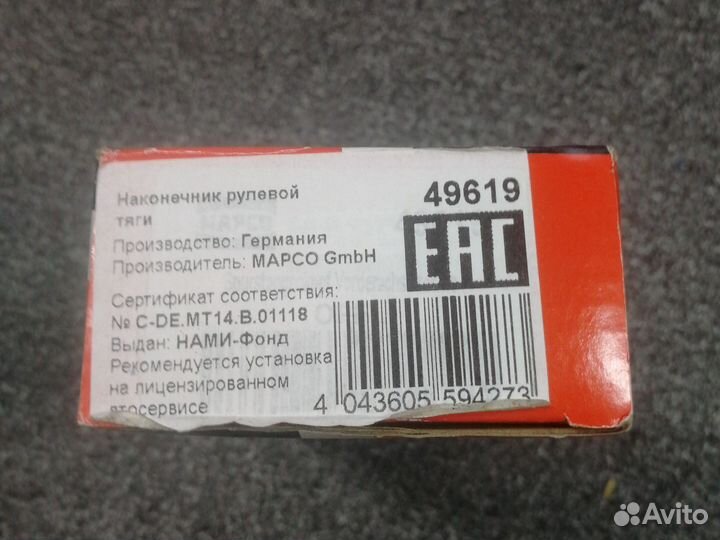 Наконечник рулевой
тяги
Производство: Германия
Производитель: MAPCO GmbH
Сертификат соответствия:
№ C-DE.МТ14.В.01118
Выдан: НАМИ-Фонд
Рекомендуется установка
на лицензированном
втосервисе
49619
EAC
4 043605 594273
Avito